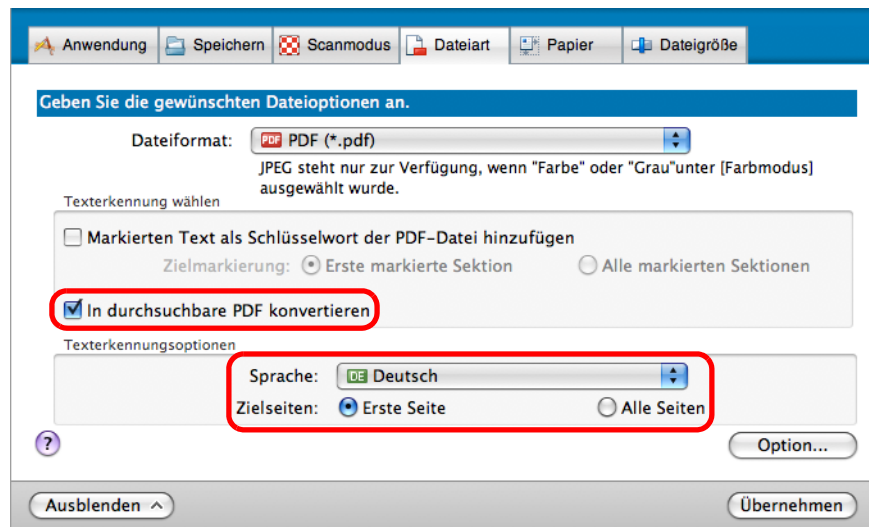 Anwendung Speichern Scanmodus Dateiart Papier Dateigröße
Geben Sie die gewünschten Dateioptionen an.
Dateiformat: PDF PDF (*.pdf)
JPEG steht nur zur Verfügung, wenn "Farbe" oder "Grau"unter [Farbmodus]
ausgewählt wurde.
Texterkennung wählen
Markierten Text als Schlüsselwort der PDF-Datei hinzufügen
Zielmarkierung: Erste markierte Sektion Alle markierten Sektionen
In durchsuchbare PDF konvertieren
Texterkennungsoptionen
Sprache: DE Deutsch
Zielseiten: Erste Seite Alle Seiten
? Option...
Ausblenden Übernehmen